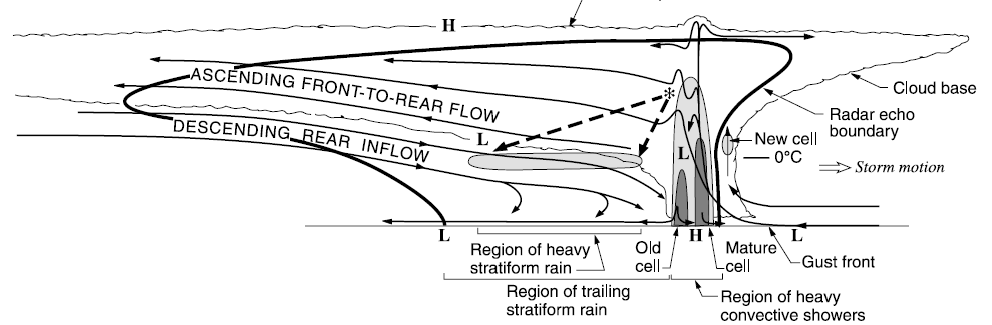 H
ASCENDING FRONT-TO-REAR FLOW
Cloud base
Radar echo
boundary
*
DESCENDING REAR INFLOW
L
L
New cell
0°C
Storm motion
L
H
L
Region of heavy
stratiform rain
Old
cell
Mature
cell
Gust front
Region of trailing
stratiform rain
Region of heavy
convective showers